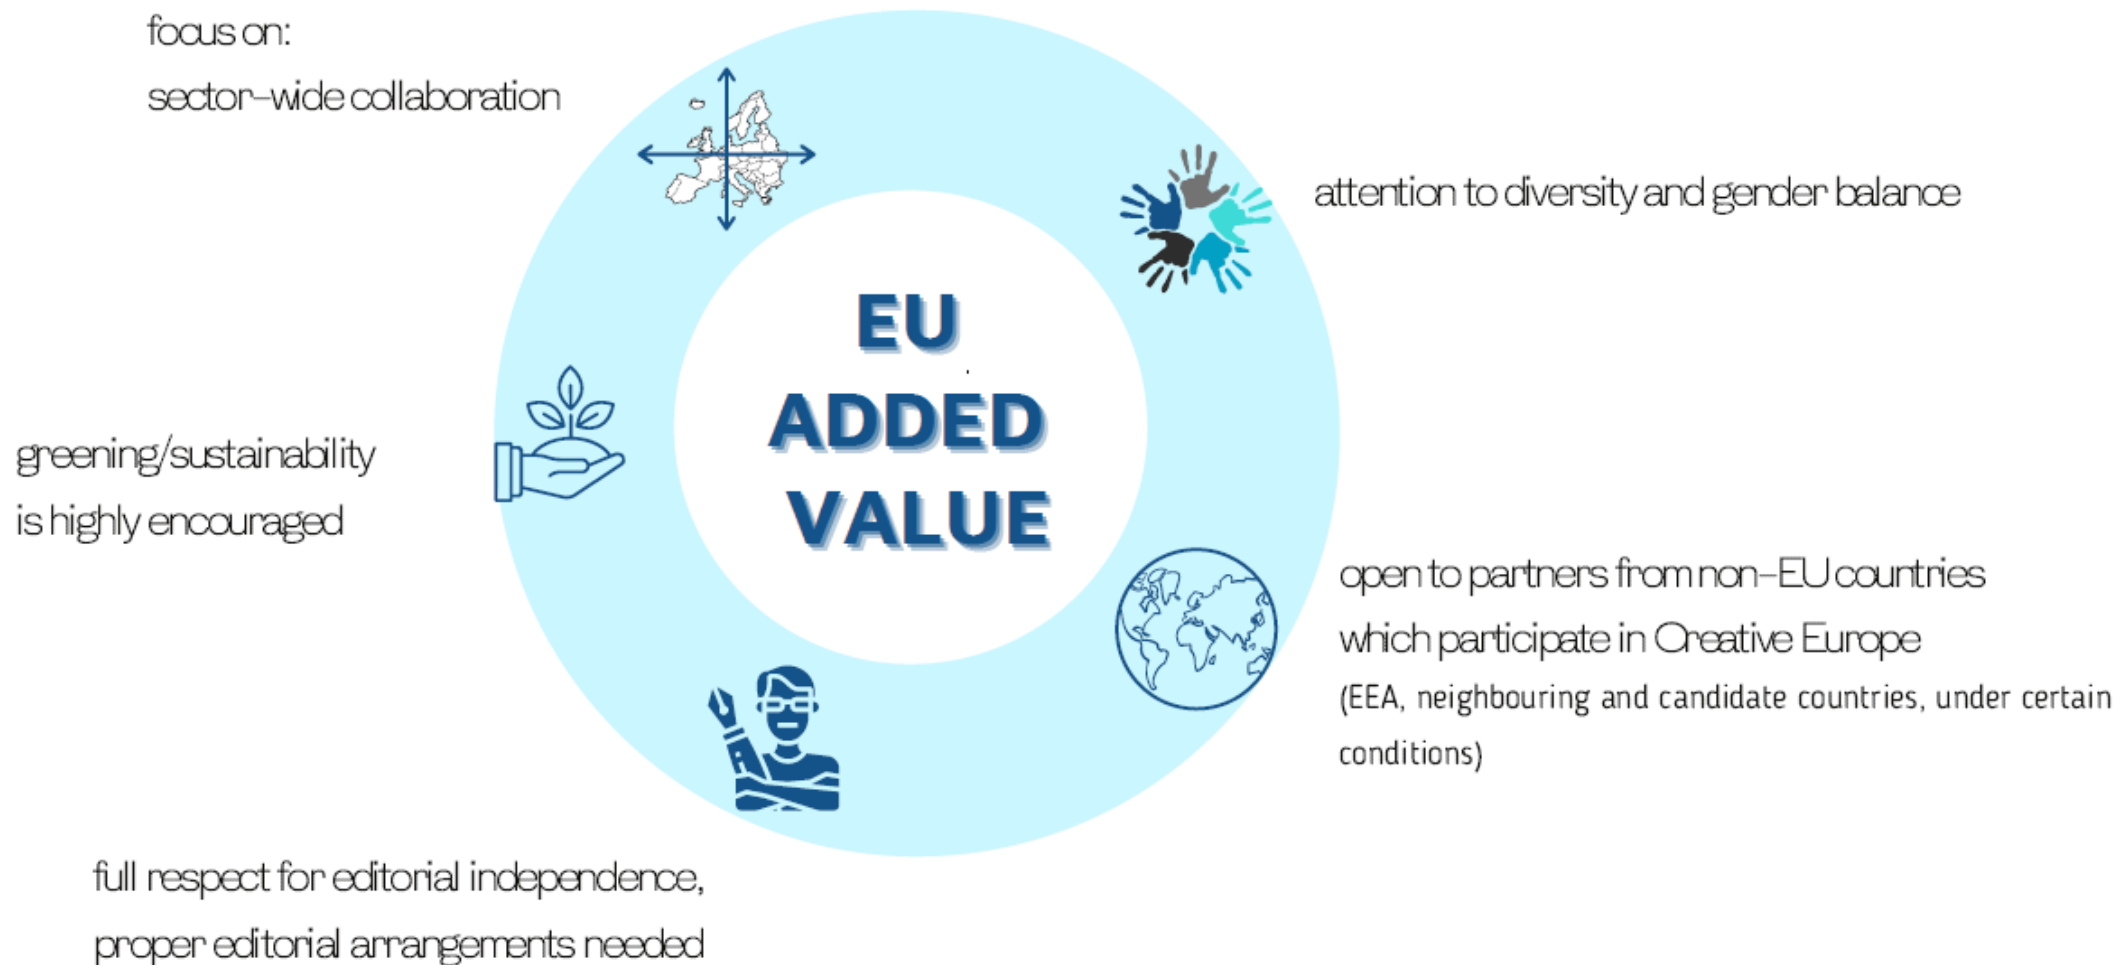 focus on:
sector-wide collaboration
attention to diversity and gender balance
EU
ADDED
VALUE
greening/sustainability
is highly encouraged
open to partners from non-EU countries
which participate in Creative Europe
(EEA, neighbouring and candidate countries, under certain
conditions)
full respect for editorial independence,
proper editorial arrangements needed